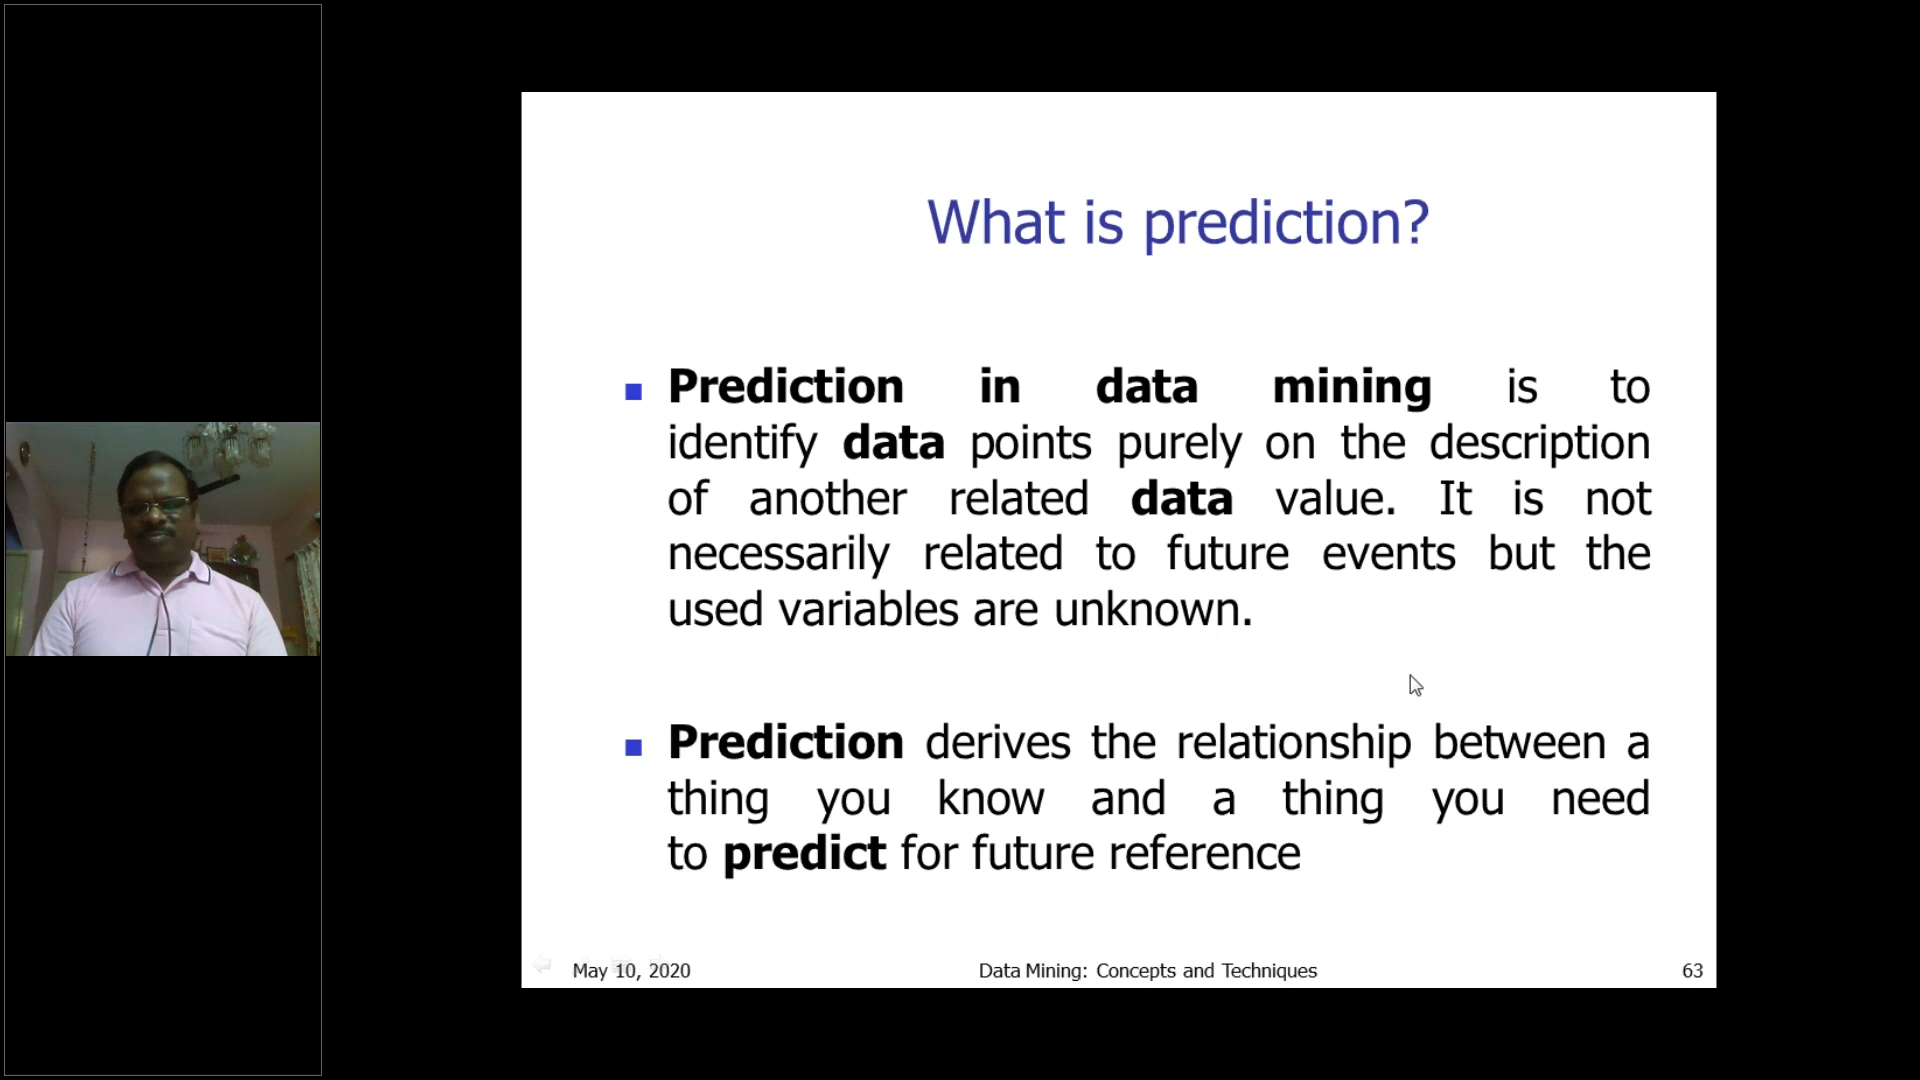 What is prediction?
Prediction in data mining is to
identify data points purely on the description
of another related data value. It is not
necessarily related to future events but the
used variables are unknown.
Prediction derives the relationship between a
thing you know and a thing you need
to predict for future reference
May 10, 2020
Data Mining: Concepts and Techniques
63